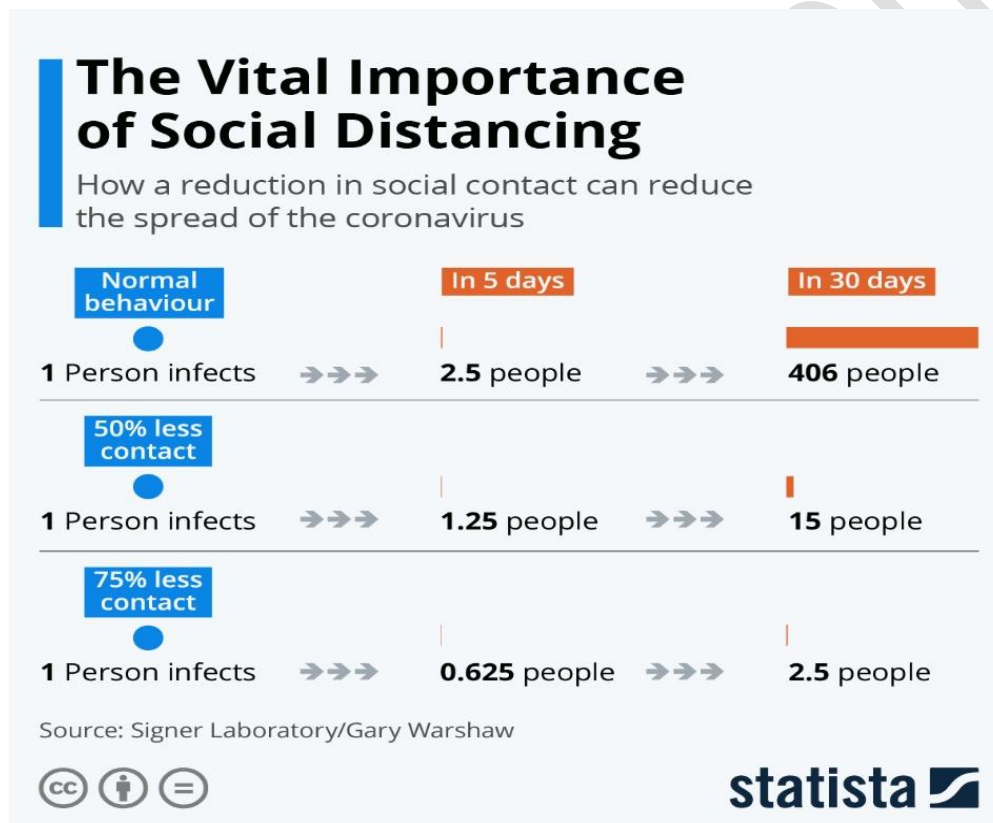 The Vital Importance
of Social Distancing
How a reduction in social contact can reduce
the spread of the coronavirus
Normal
behaviour
In 5 days
In 30 days
1 Person infects
2.5 people
406 people
50% less
contact
1 Person infects
1.25 people
15 people
75% less
contact
1 Person infects
0.625 people
2.5 people
Source: Signer Laboratory/Gary Warshaw
cc
statista